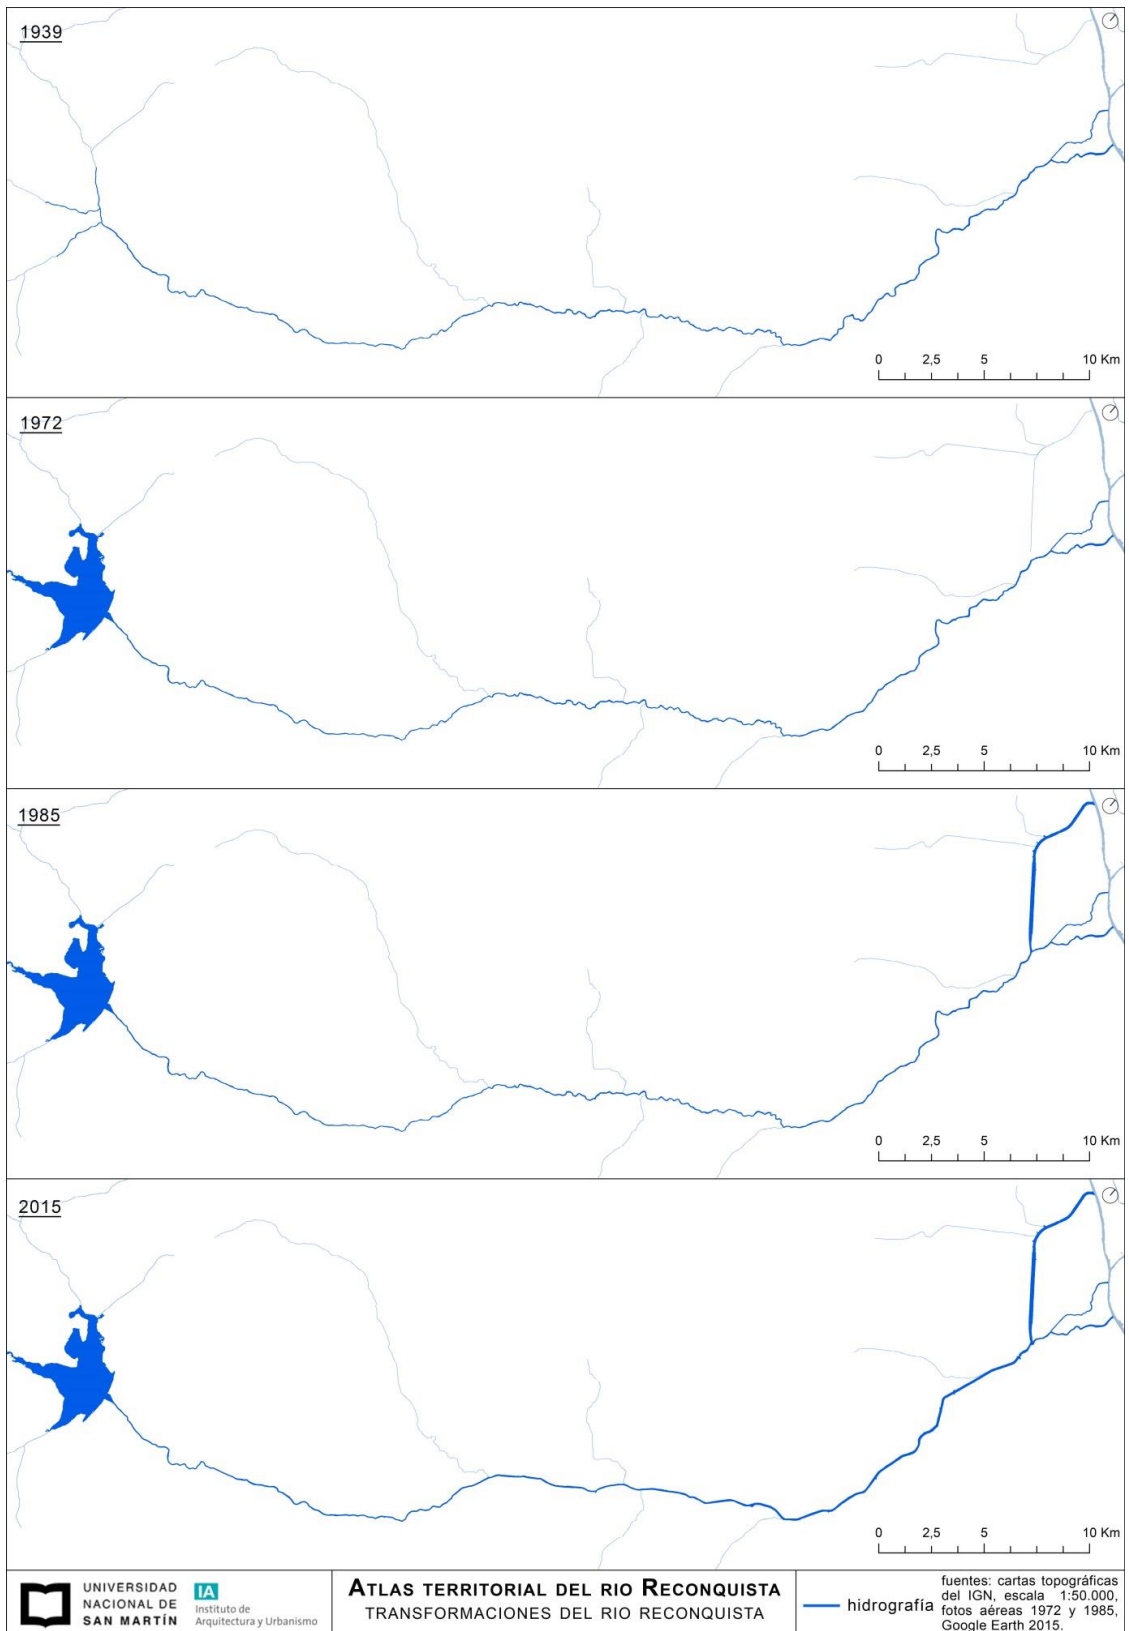 1939
0 2,5 5 10 Km
1972
0 2,5 5 10 Km
1985
0 2,5 5 10 Km
2015
0 2,5 5 10 Km
UNIVERSIDAD
NACIONAL DE
SAN MARTÍN
IA
Instituto de
Arquitectura y Urbanismo
ATLAS TERRITORIAL DEL RIO RECONQUISTA
TRANSFORMACIONES DEL RIO RECONQUISTA
hidrografía
fuentes: cartas topográficas
del IGN, escala 1:50.000,
fotos aéreas 1972 y 1985,
Google Earth 2015.